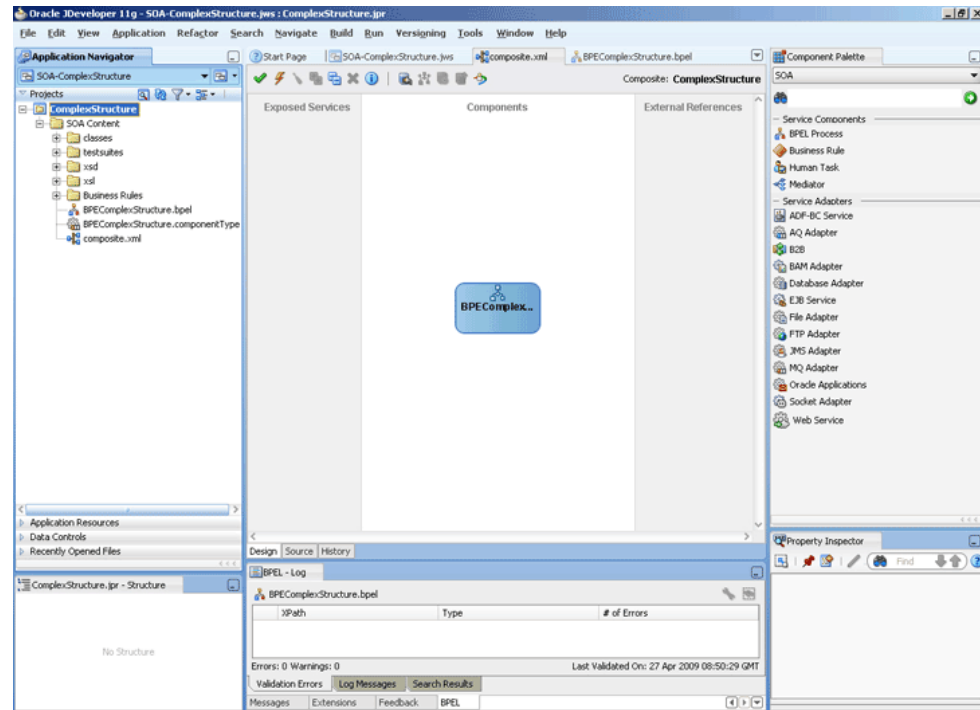 Oracle JDeveloper 11g - SOA-ComplexStructure.jws : ComplexStructure.jpr
File Edit View Application Refactor Search Navigate Build Run Versioning Tools Window Help
Application Navigator
SOA-ComplexStructure
Projects
ComplexStructure
SOA Content
classes
testsuites
xsd
xsl
Business Rules
BPEComplexStructure.bpel
BPEComplexStructure.componentType
composite.xml
Application Resources
Data Controls
Recently Opened Files
ComplexStructure.jpr - Structure
No Structure
Start Page
SOA-ComplexStructure.jws
composite.xml
BPEComplexStructure.bpel
Composite: ComplexStructure
Exposed Services
Components
External References
BPEComplex...
Design Source History
BPEL - Log
BPEComplexStructure.bpel
XPath Type # of Errors
Errors: 0 Warnings: 0
Last Validated On: 27 Apr 2009 08:50:29 GMT
Validation Errors Log Messages Search Results
Messages Extensions Feedback BPEL
Component Palette
SOA
Service Components
BPEL Process
Business Rule
Human Task
Mediator
Service Adapters
ADF-BC Service
AQ Adapter
B2B
BAM Adapter
Database Adapter
EJB Service
File Adapter
FTP Adapter
JMS Adapter
MQ Adapter
Oracle Applications
Socket Adapter
Web Service
Property Inspector
Find